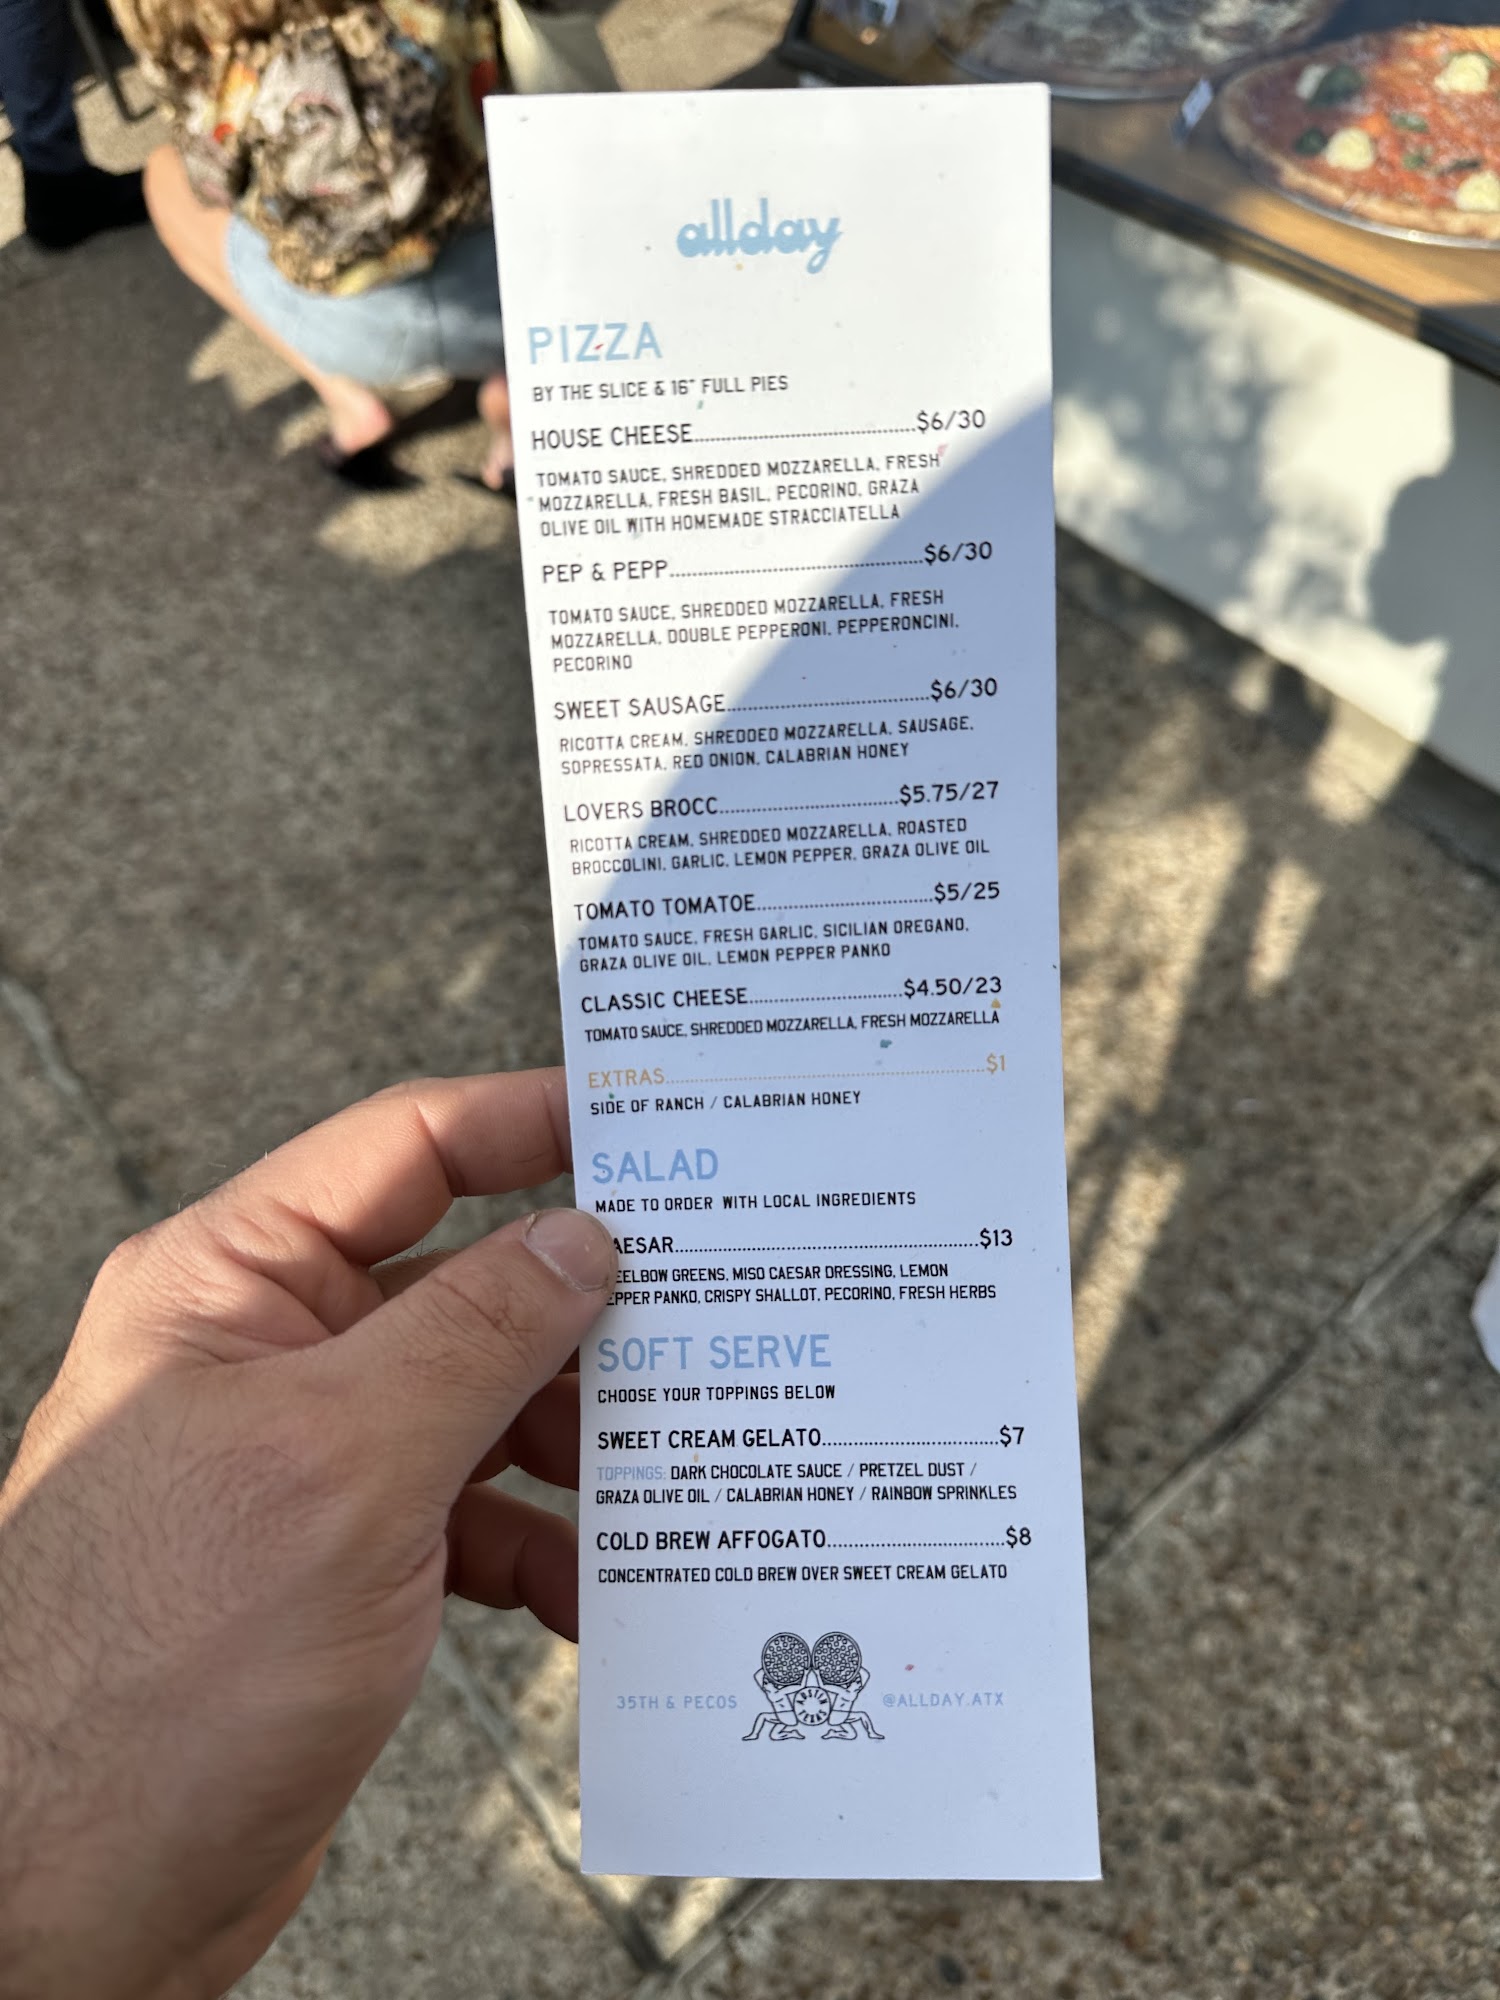 allday
PIZZA
BY THE SLICE & 16" FULL PIES
HOUSE CHEESE.....$6/30
TOMATO SAUCE, SHREDDED MOZZARELLA, FRESH
MOZZARELLA, FRESH BASIL, PECORINO, GRAZA
OLIVE OIL WITH HOMEMADE STRACCIATELLA
PEP & PEPP.....$6/30
TOMATO SAUCE, SHREDDED MOZZARELLA, FRESH
MOZZARELLA, DOUBLE PEPPERONI, PEPPERONCINI,
PECORINO
SWEET SAUSAGE.....$6/30
RICOTTA CREAM, SHREDDED MOZZARELLA, SAUSAGE,
SOPRESSATA, RED ONION, CALABRIAN HONEY
LOVERS BROCC.....$5.75/27
RICOTTA CREAM, SHREDDED MOZZARELLA, ROASTED
BROCCOLINI, GARLIC, LEMON PEPPER, GRAZA OLIVE OIL
TOMATO TOMATOE.....$5/25
TOMATO SAUCE, FRESH GARLIC, SICILIAN OREGANO,
GRAZA OLIVE OIL, LEMON PEPPER PANKO
CLASSIC CHEESE.....$4.50/23
TOMATO SAUCE, SHREDDED MOZZARELLA, FRESH MOZZARELLA
EXTRAS.....$1
SIDE OF RANCH / CALABRIAN HONEY
SALAD
MADE TO ORDER WITH LOCAL INGREDIENTS
AESAR.....$13
EELBOW GREENS, MISO CAESAR DRESSING, LEMON
EPPER PANKO, CRISPY SHALLOT, PECORINO, FRESH HERBS
SOFT SERVE
CHOOSE YOUR TOPPINGS BELOW
SWEET CREAM GELATO.....$7
TOPPINGS: DARK CHOCOLATE SAUCE / PRETZEL DUST /
GRAZA OLIVE OIL / CALABRIAN HONEY / RAINBOW SPRINKLES
COLD BREW AFFOGATO.....$8
CONCENTRATED COLD BREW OVER SWEET CREAM GELATO
35TH & PECOS
AUSTIN
TEXAS
@ALLDAY.ATX